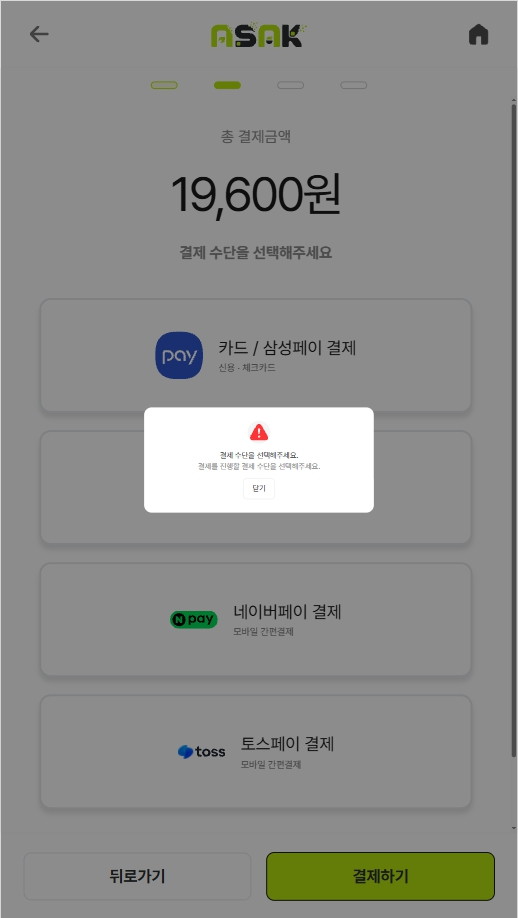 ASAK
총 결제금액
19,600원
결제 수단을 선택해주세요
pay
카드 / 삼성페이 결제
신용 · 체크카드
결제 수단을 선택해주세요.
결제를 진행할 결제 수단을 선택해주세요.
닫기
N pay
네이버페이 결제
모바일 간편결제
toss
토스페이 결제
모바일 간편결제
뒤로가기
결제하기